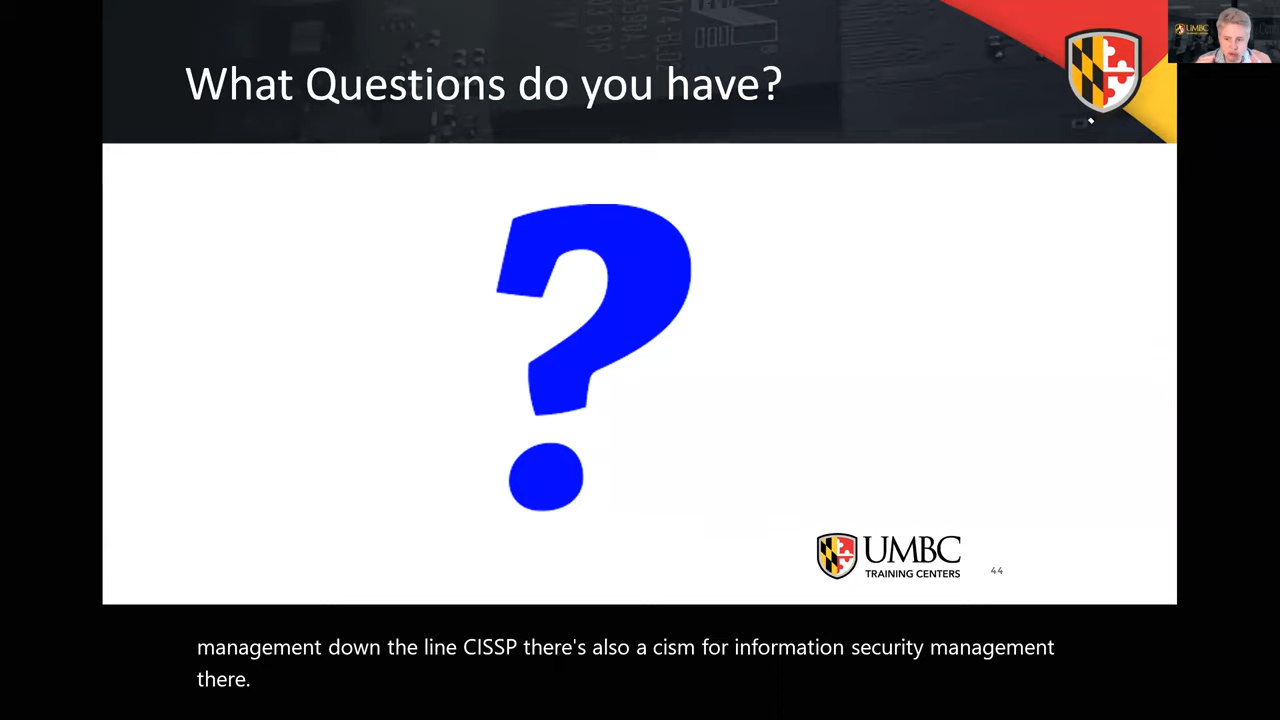 What Questions do you have?
UMBC
?
UMBC
TRAINING CENTERS
44
management down the line CISSP there's also a cism for information security management
there.